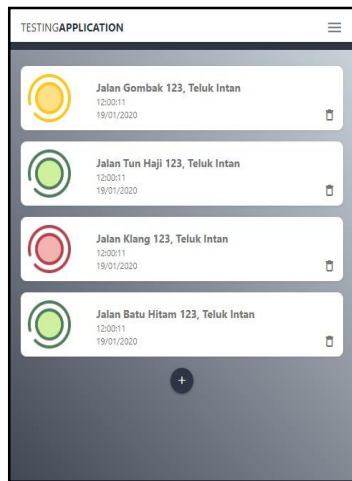 TESTINGAPPLICATION
Jalan Gombak 123, Teluk Intan
12:00:11
19/01/2020
Jalan Tun Haji 123, Teluk Intan
12:00:11
19/01/2020
Jalan Klang 123, Teluk Intan
12:00:11
19/01/2020
Jalan Batu Hitam 123, Teluk Intan
12:00:11
19/01/2020
+